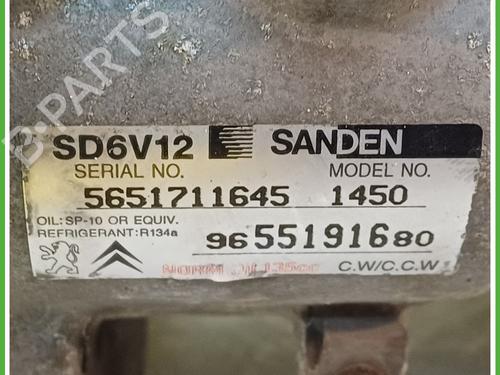 SD6V12 SANDEN
SERIAL NO. MODEL NO.
5651711645 1450
OIL: SP-10 OR EQUIV.
REFRIGERANT: R134a
9655191680
C.W/C.C.W
B-PARTS